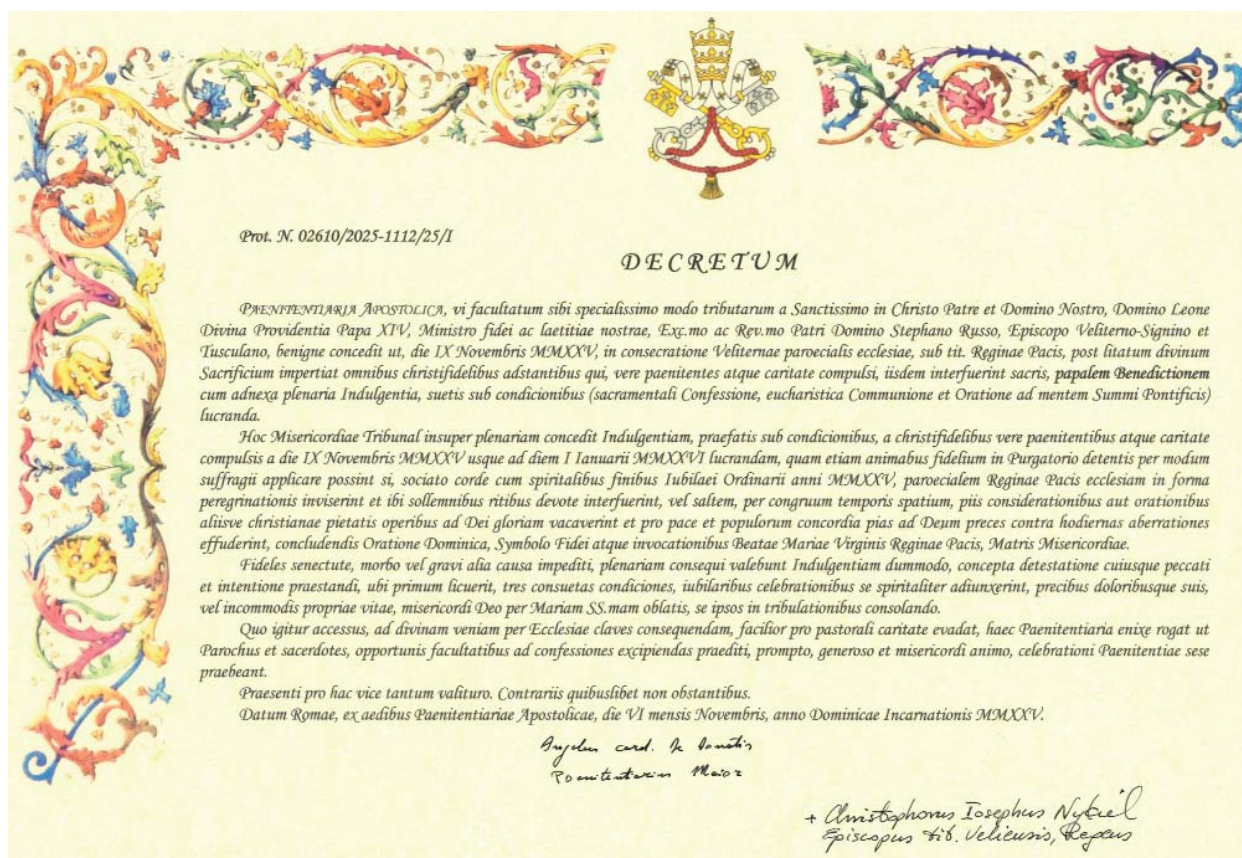 Prot. N. 02610/2025-1112/25/I
DECRETUM
PAENITENTIARIA APOSTOLICA, vi facultatum sibi specialissimo modo tributarum a Sanctissimo in Christo Patre et Domino Nostro, Domino Leone
Divina Providentia Papa XIV, Ministro fidei ac laetitiae nostrae, Exc.mo ac Rev.mo Patri Domino Stephano Russo, Episcopo Veliterno-Signino et
Tusculano, benigne concedit ut, die IX Novembris MMXXV, in consecratione Veliternae paroecialis ecclesiae, sub tit. Reginae Pacis, post litatum divinum
Sacrificium impertiat omnibus christifidelibus adstantibus qui, vere paenitentes atque caritate compulsi, iisdem interfuerint sacris, papalem Benedictionem
cum adnexa plenaria Indulgentia, suetis sub condicionibus (sacramentali Confessione, eucharistica Communione et Oratione ad mentem Summi Pontificis)
lucranda.
Hoc Misericordiae Tribunal insuper plenariam concedit Indulgentiam, praefatis sub condicionibus, a christifidelibus vere paenitentibus atque caritate
compulsis a die IX Novembris MMXXV usque ad diem I Ianuarii MMXXVI lucrandam, quam etiam animabus fidelium in Purgatorio detentis per modum
suffragii applicare possint si, sociato corde cum spiritalibus finibus Iubilaei Ordinarii anni MMXXV, paroecialem Reginae Pacis ecclesiam in forma
peregrinationis inviserint et ibi sollemnibus ritibus devote interfuerint, vel saltem, per congruum temporis spatium, piis considerationibus aut orationibus
aliisve christianae pietatis operibus ad Dei gloriam vacaverint et pro pace et populorum concordia pias ad Deum preces contra hodiernas aberrationes
effuderint, concludendis Oratione Dominica, Symbolo Fidei atque invocationibus Beatae Mariae Virginis Reginae Pacis, Matris Misericordiae.
Fideles senectute, morbo vel gravi alia causa impediti, plenariam consequi valebunt Indulgentiam dummodo, concepta detestatione cuiusque peccati
et intentione praestandi, ubi primum licuerit, tres consuetas condiciones, iubilaribus celebrationibus se spiritaliter adiunxerint, precibus doloribusque suis,
vel incommodis propriae vitae, misericordi Deo per Mariam SS.mam oblatis, se ipsos in tribulationibus consolando.
Quo igitur accessus, ad divinam veniam per Ecclesiae claves consequendam, facilior pro pastorali caritate evadat, haec Paenitentiaria enixe rogat ut
Parochus et sacerdotes, opportunis facultatibus ad confessiones excipiendas praediti, prompto, generoso et misericordi animo, celebrationi Paenitentiae sese
praebeant.
Praesenti pro hac vice tantum valituro. Contrariis quibuslibet non obstantibus.
Datum Romae, ex aedibus Paenitentiariae Apostolicae, die VI mensis Novembris, anno Dominicae Incarnationis MMXXV.
Angelus card. De Donatis
Paenitentiarius Maior
+ Christophorus Iosephus Nykiel
Episcopus tit. Veliensis, Regens